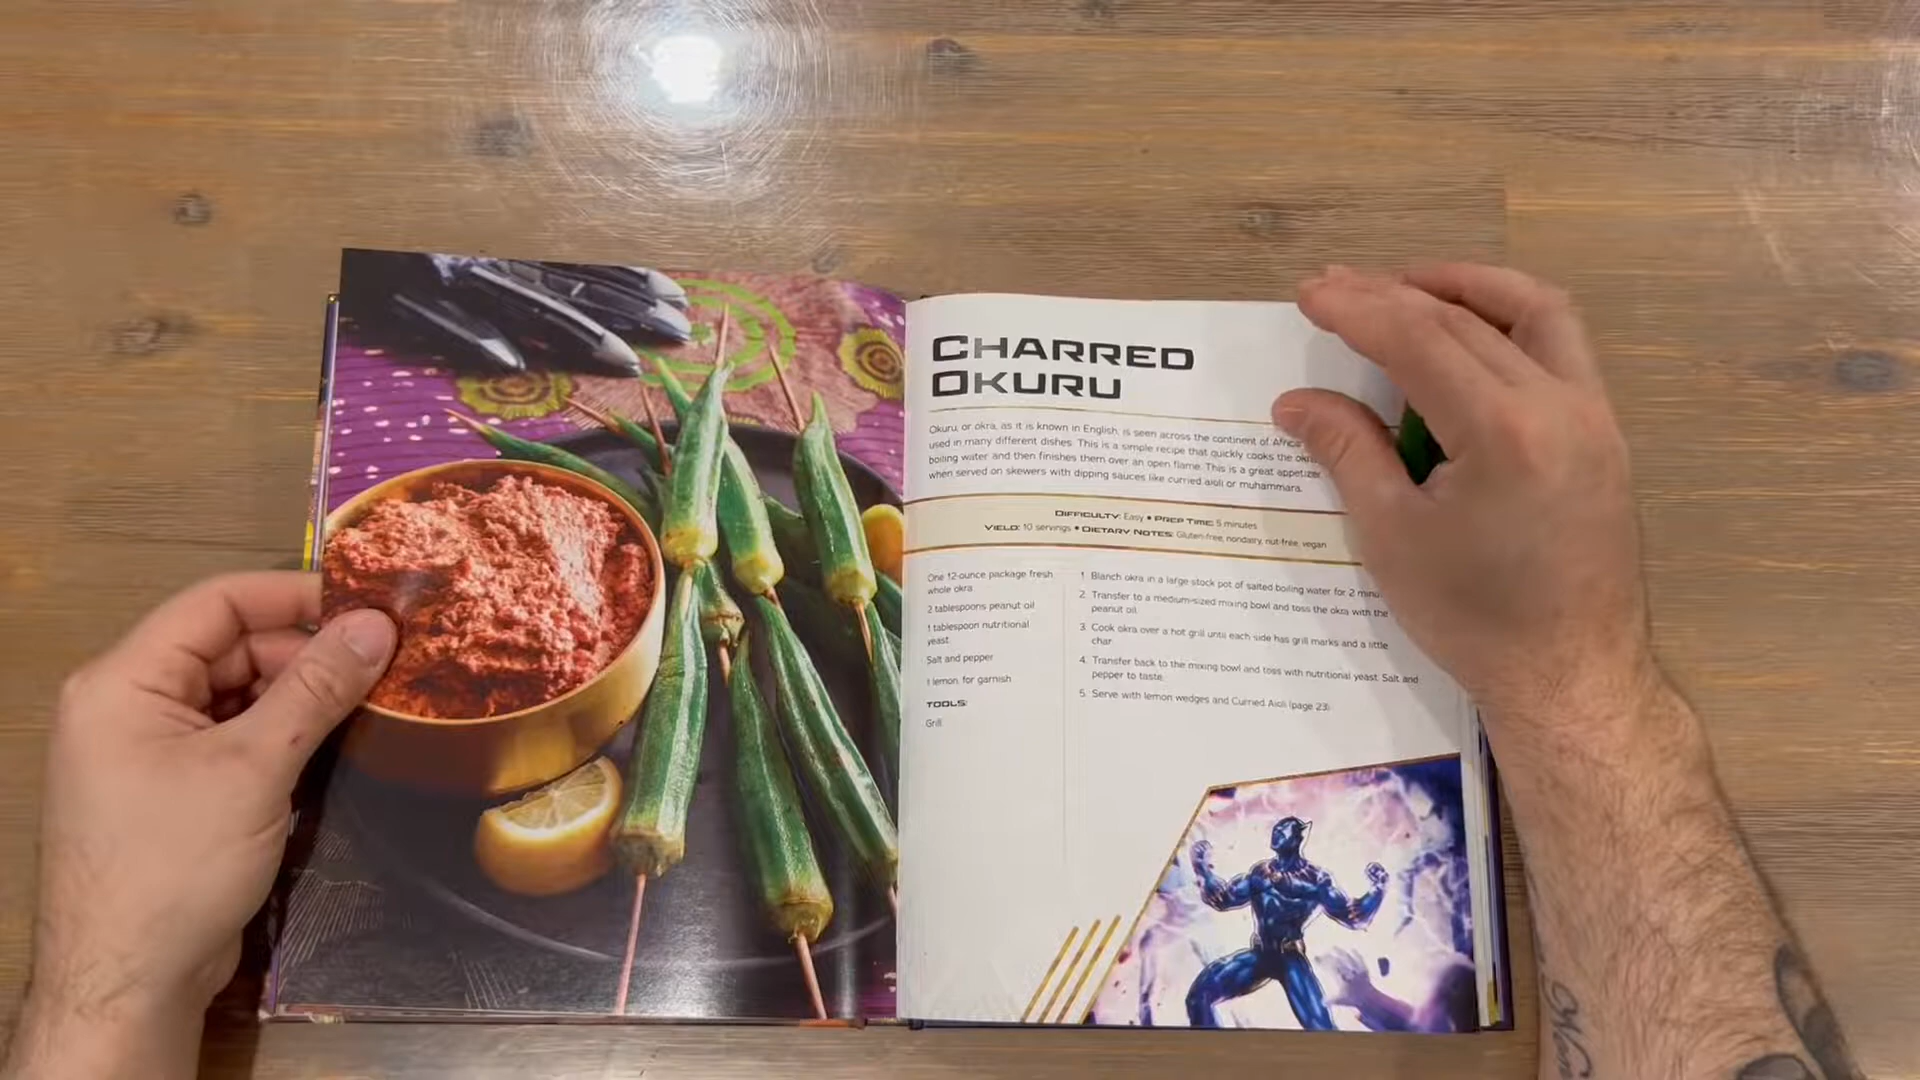 CHARRED
OKURU
Okuru, or okra, as it is known in English, is seen across the continent of Africa
used in many different dishes. This is a simple recipe that quickly cooks the
boiling water and then finishes them over an open flame. This is a great appetizer
when served on skewers with dipping sauces like curried aioli or muhammara.
DIFFICULTY: Easy • PREP TIME: 5 minutes
YIELD: 10 servings • DIETARY NOTES: Gluten-free, nondairy, nut-free, vegan
One 12-ounce package fresh
whole okra
2 tablespoons peanut oil
1 tablespoon nutritional
yeast
Salt and pepper
1 lemon, for garnish
TOOLS:
Grill
1. Blanch okra in a large stock pot of salted boiling water for 2
2. Transfer to a medium-sized mixing bowl and toss the okra with the
peanut oil.
3. Cook okra over a hot grill until each side has grill marks and a little
char.
4. Transfer back to the mixing bowl and toss with nutritional yeast. Salt and
pepper to taste.
5. Serve with lemon wedges and Curried Aioli (page 23).